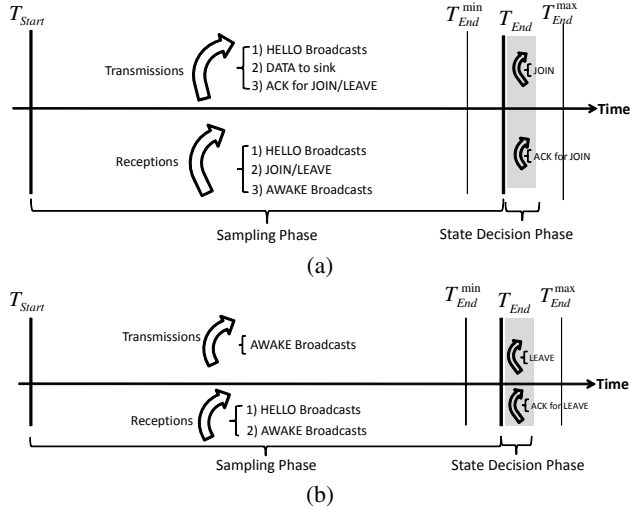 T_Start T_End^min T_End T_End^max
Transmissions
1) HELLO Broadcasts
2) DATA to sink
3) ACK for JOIN/LEAVE
JOIN
Time
Receptions
1) HELLO Broadcasts
2) JOIN/LEAVE
3) AWAKE Broadcasts
ACK for JOIN
Sampling Phase State Decision Phase
(a)
T_Start T_End^min T_End T_End^max
Transmissions
AWAKE Broadcasts
LEAVE
Time
Receptions
1) HELLO Broadcasts
2) AWAKE Broadcasts
ACK for LEAVE
Sampling Phase State Decision Phase
(b)